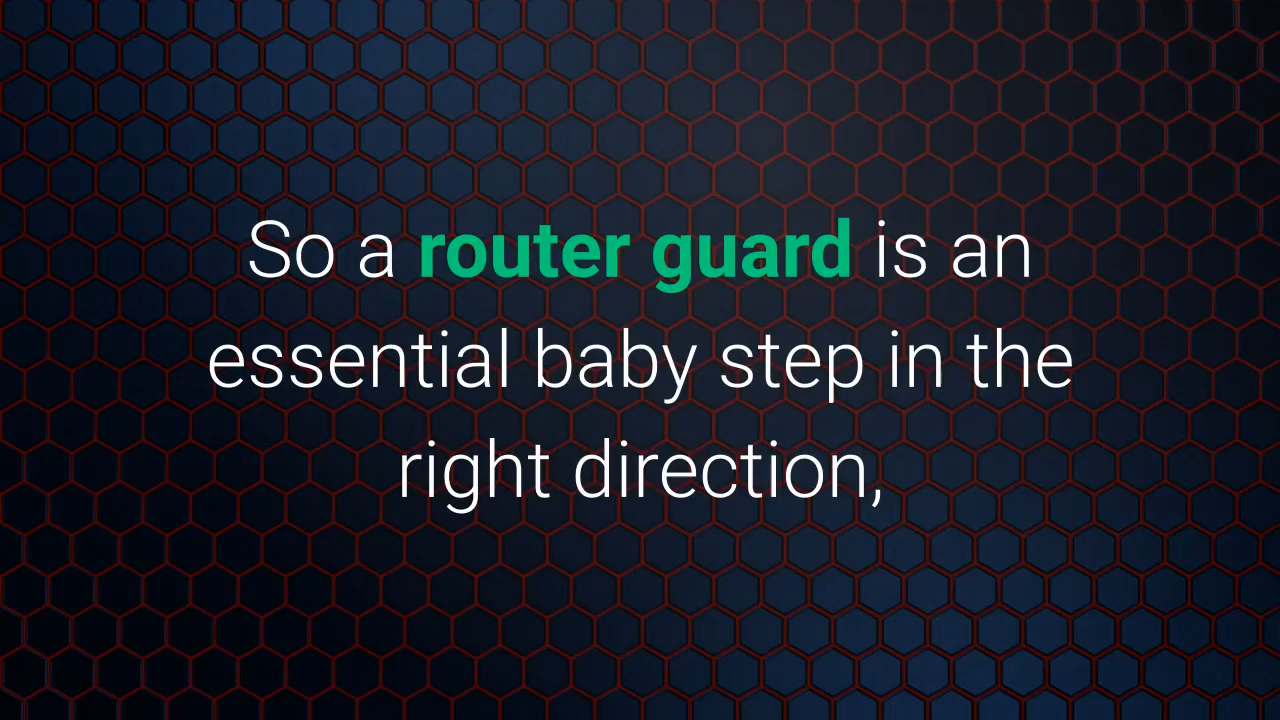 So a router guard is an
essential baby step in the
right direction,